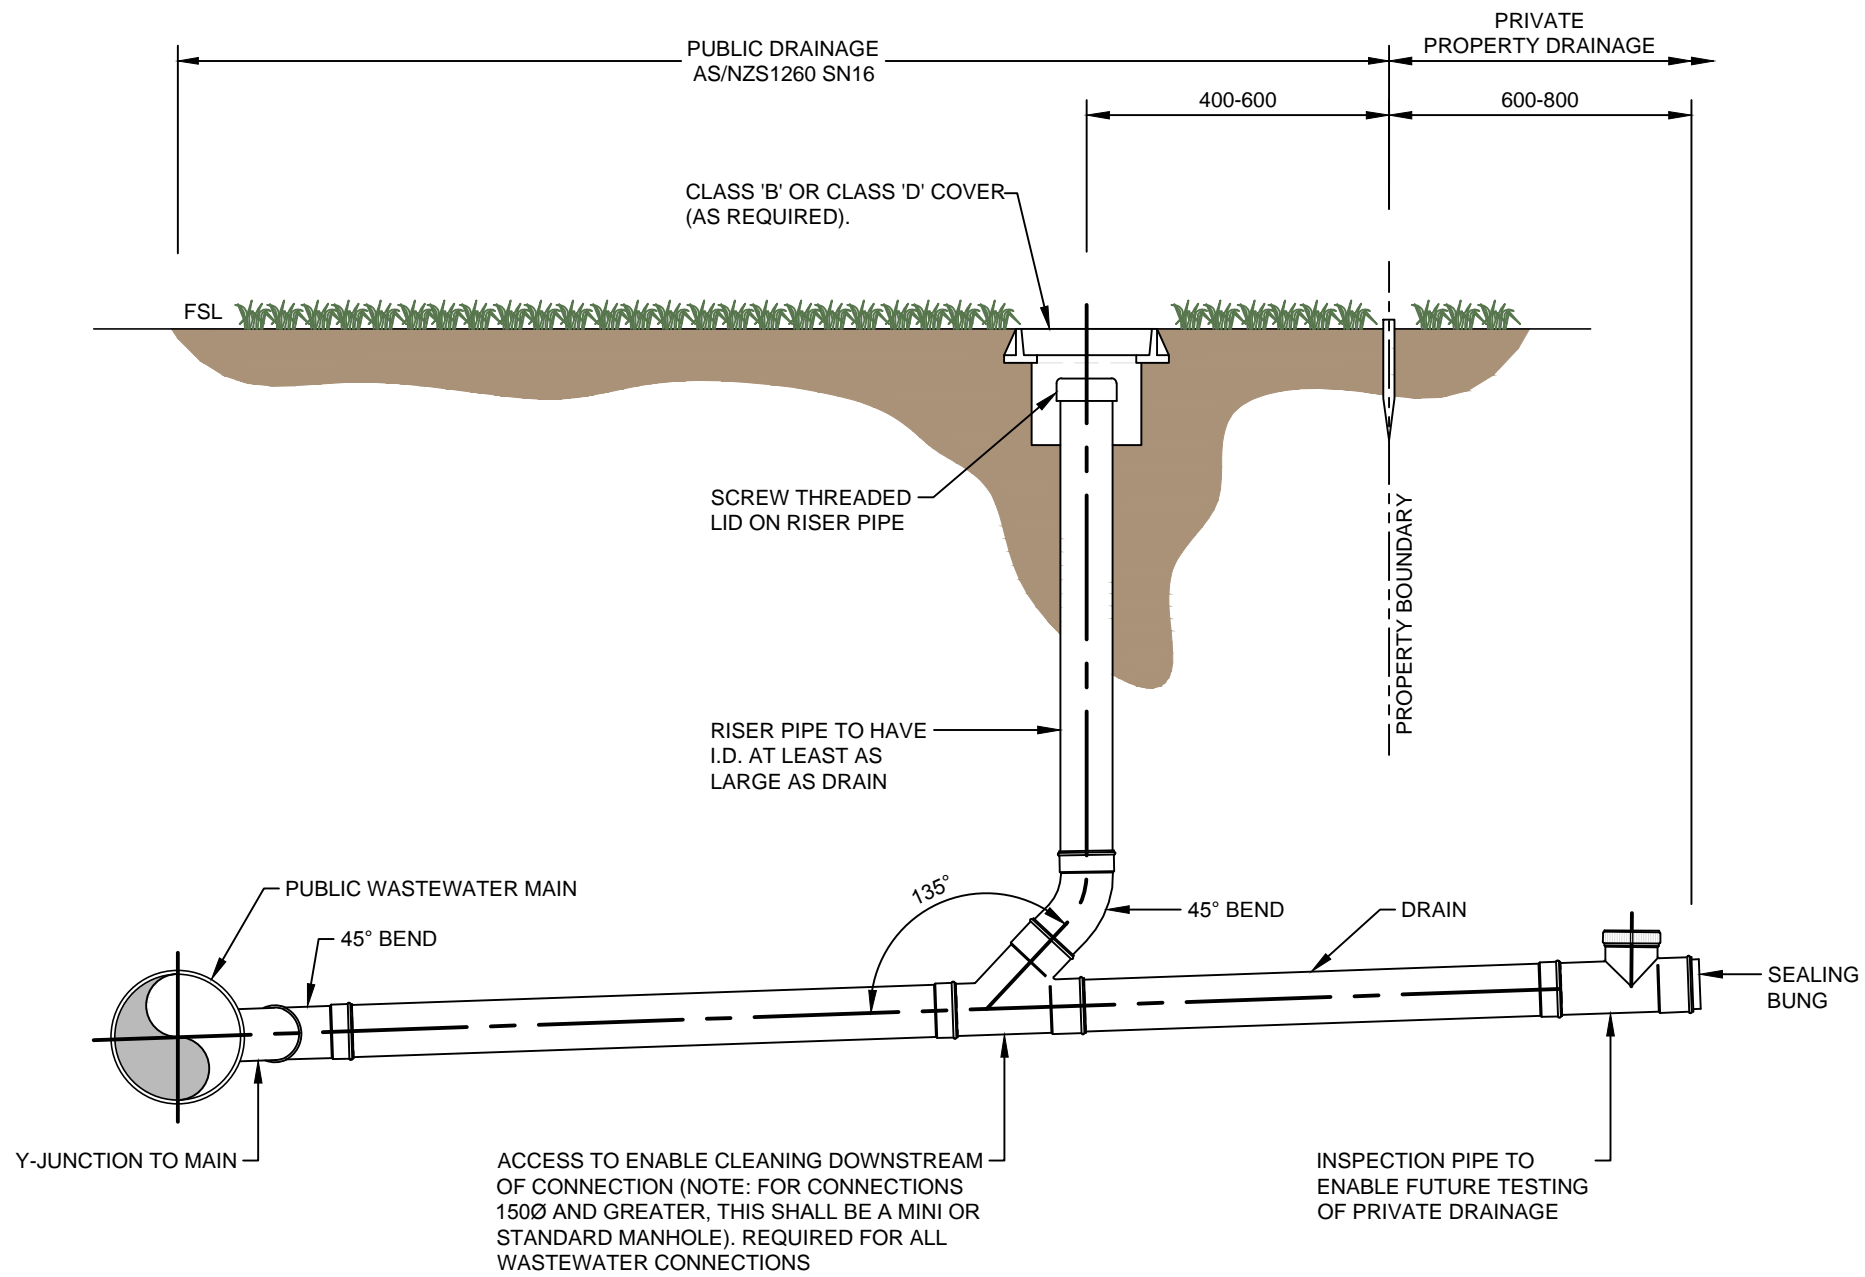 PRIVATE
PROPERTY DRAINAGE
PUBLIC DRAINAGE
AS/NZS1260 SN16
400-600
600-800
CLASS 'B' OR CLASS 'D' COVER
(AS REQUIRED).
FSL
SCREW THREADED
LID ON RISER PIPE
PROPERTY BOUNDARY
RISER PIPE TO HAVE
I.D. AT LEAST AS
LARGE AS DRAIN
PUBLIC WASTEWATER MAIN
135°
45° BEND
DRAIN
45° BEND
SEALING
BUNG
Y-JUNCTION TO MAIN
ACCESS TO ENABLE CLEANING DOWNSTREAM
OF CONNECTION (NOTE: FOR CONNECTIONS
150Ø AND GREATER, THIS SHALL BE A MINI OR
STANDARD MANHOLE). REQUIRED FOR ALL
WASTEWATER CONNECTIONS
INSPECTION PIPE TO
ENABLE FUTURE TESTING
OF PRIVATE DRAINAGE